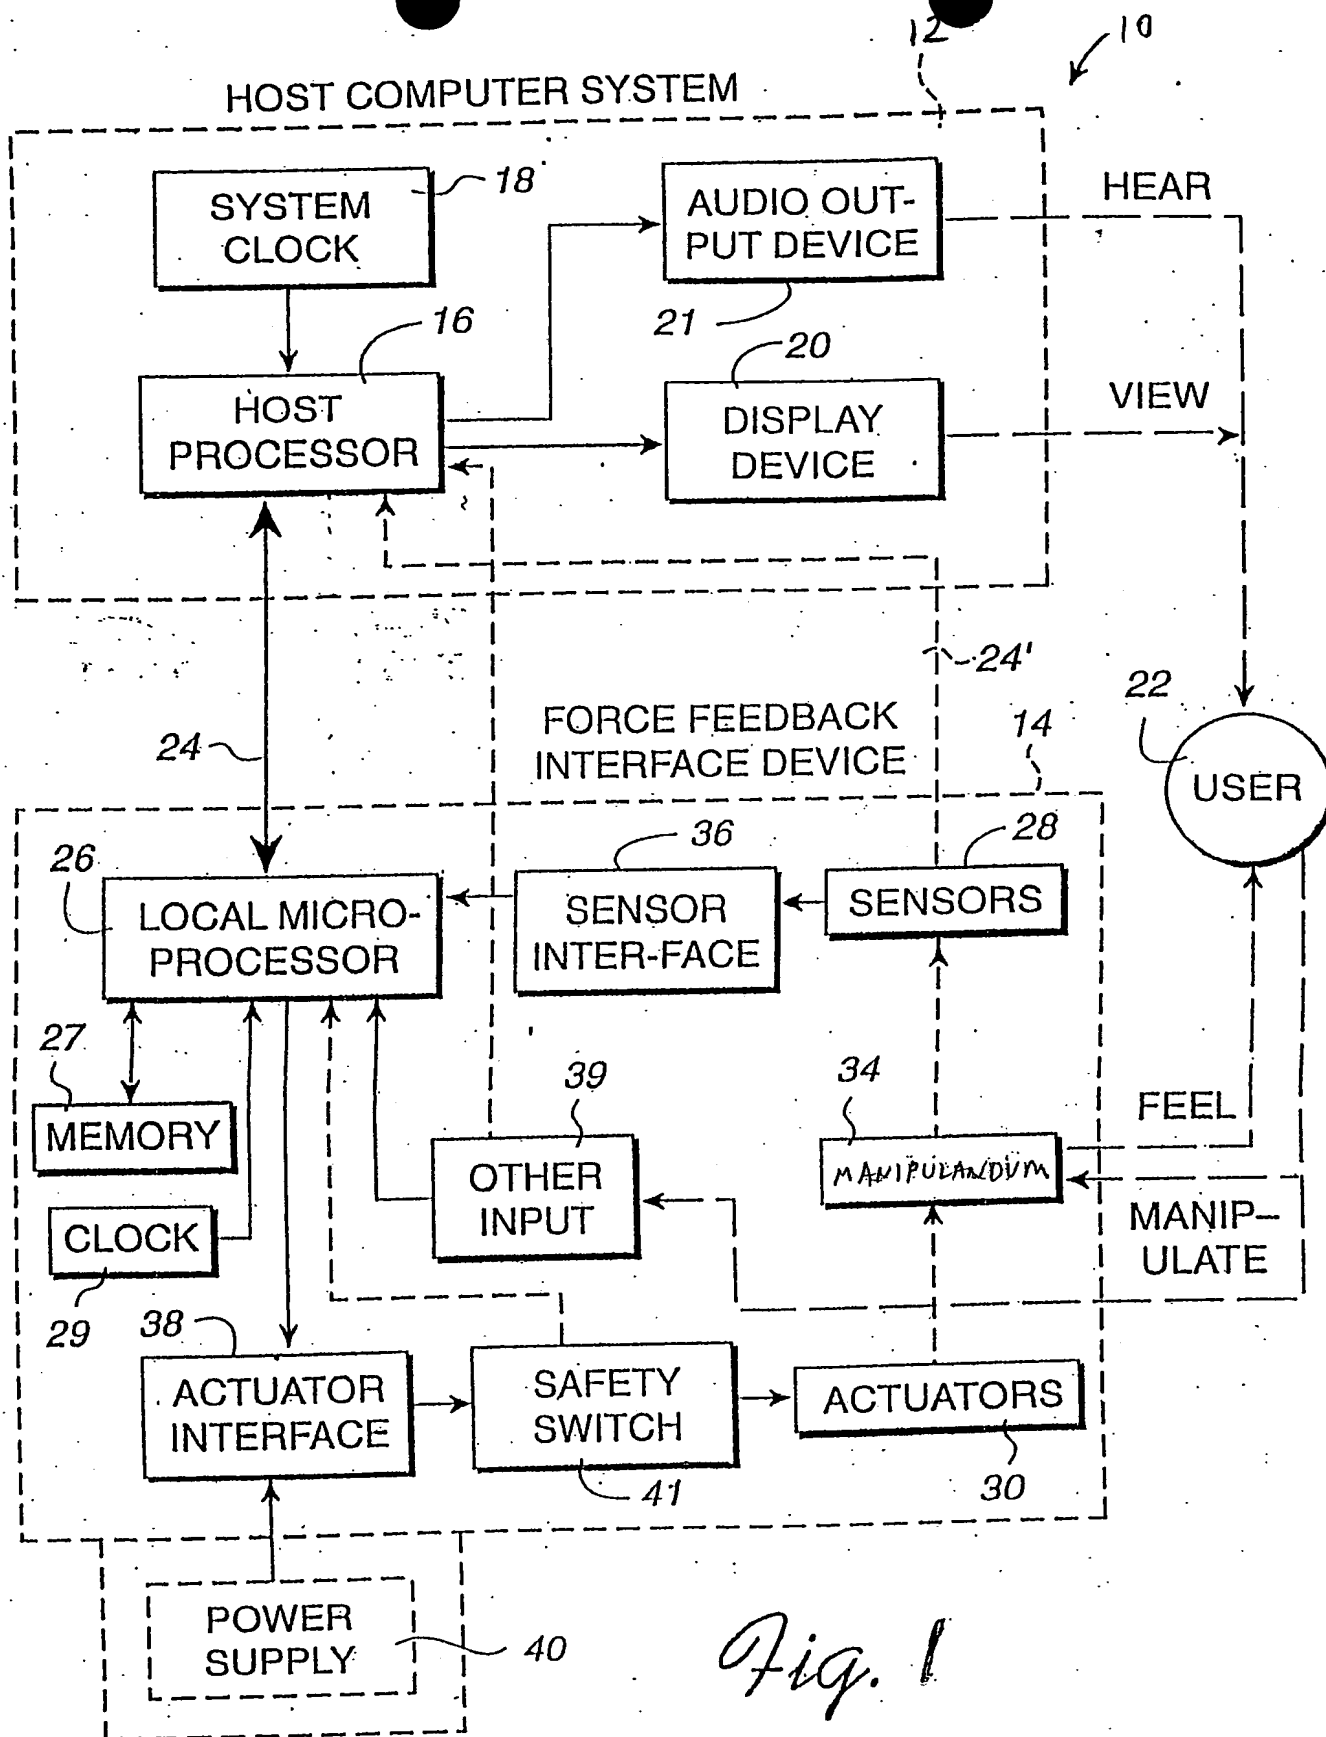 12
10
HOST COMPUTER SYSTEM
SYSTEM
CLOCK
18
AUDIO OUT-
PUT DEVICE
HEAR
21
16
20
HOST
PROCESSOR
DISPLAY
DEVICE
VIEW
24'
22
FORCE FEEDBACK
INTERFACE DEVICE
14
24
USER
26
36
28
LOCAL MICRO-
PROCESSOR
SENSOR
INTER-FACE
SENSORS
27
39
34
MEMORY
FEEL
OTHER
INPUT
MANIPULANDUM
CLOCK
MANIP-
ULATE
29
38
ACTUATOR
INTERFACE
SAFETY
SWITCH
ACTUATORS
41
30
POWER
SUPPLY
40
Fig. 1